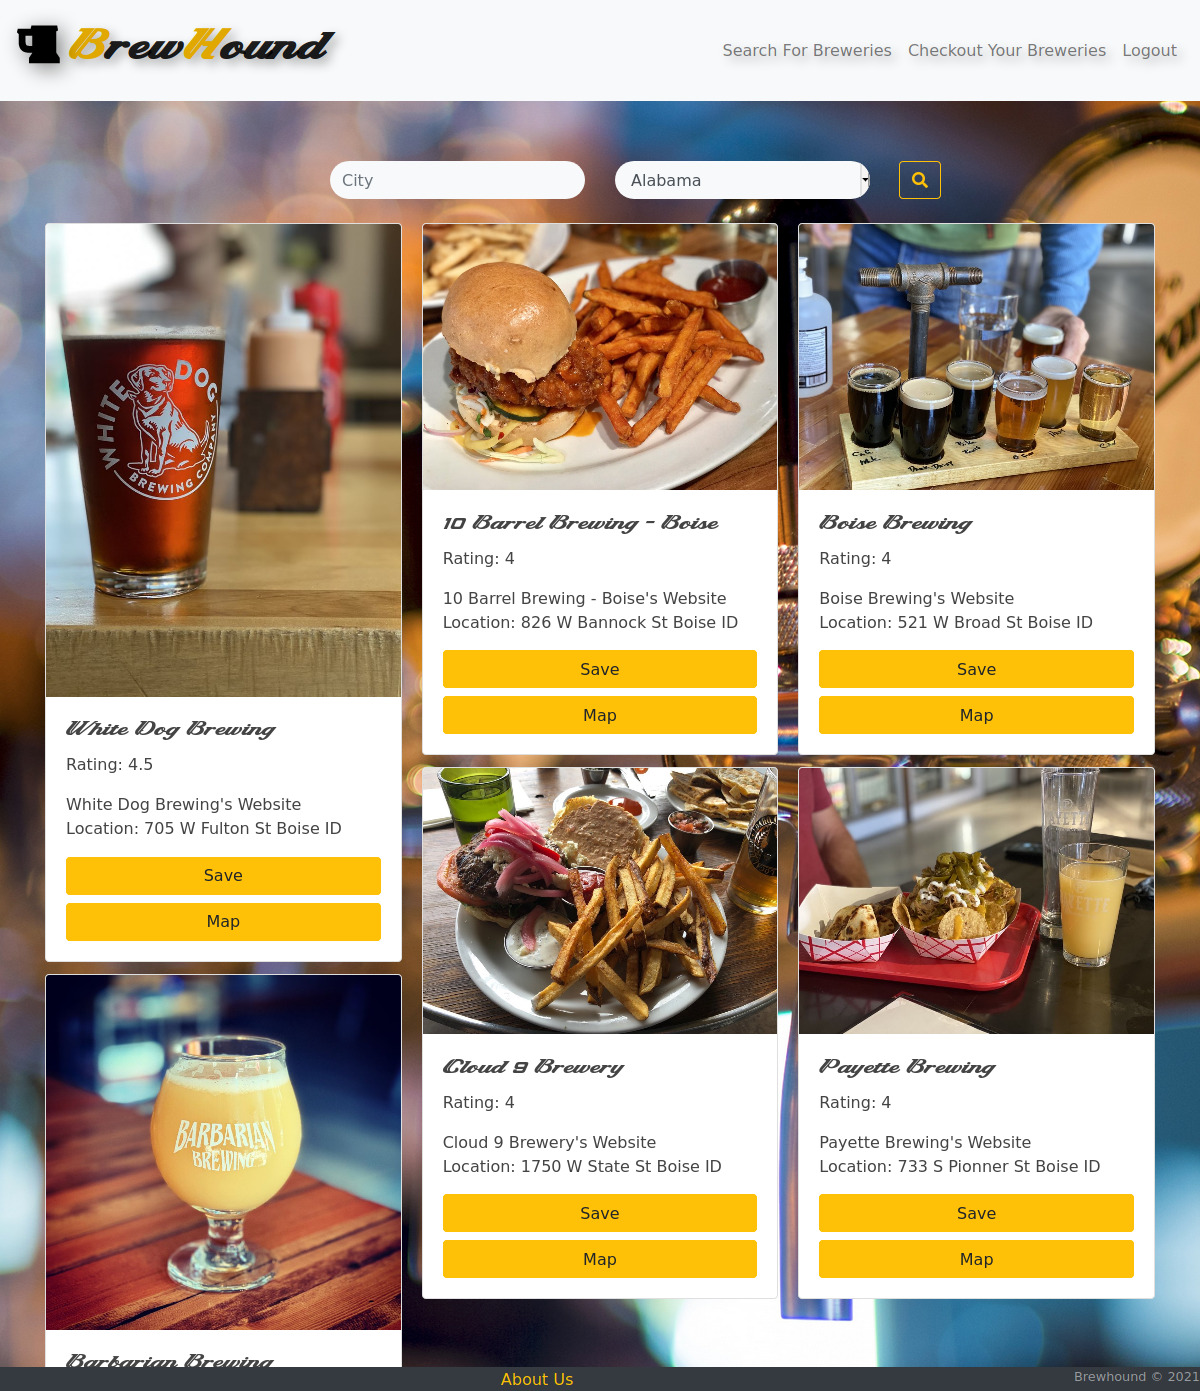 BrewHound
Search For Breweries
Checkout Your Breweries
Logout
City
Alabama
WHITE DOG
BREWING COMPANY
White Dog Brewing
Rating: 4.5
White Dog Brewing's Website
Location: 705 W Fulton St Boise ID
Save
Map
BARBARIAN
BREWING
Barbarian Brewing
10 Barrel Brewing - Boise
Rating: 4
10 Barrel Brewing - Boise's Website
Location: 826 W Bannock St Boise ID
Save
Map
Cloud 9 Brewery
Rating: 4
Cloud 9 Brewery's Website
Location: 1750 W State St Boise ID
Save
Map
Boise Brewing
Rating: 4
Boise Brewing's Website
Location: 521 W Broad St Boise ID
Save
Map
Payette Brewing
Rating: 4
Payette Brewing's Website
Location: 733 S Pionner St Boise ID
Save
Map
About Us
Brewhound © 2021